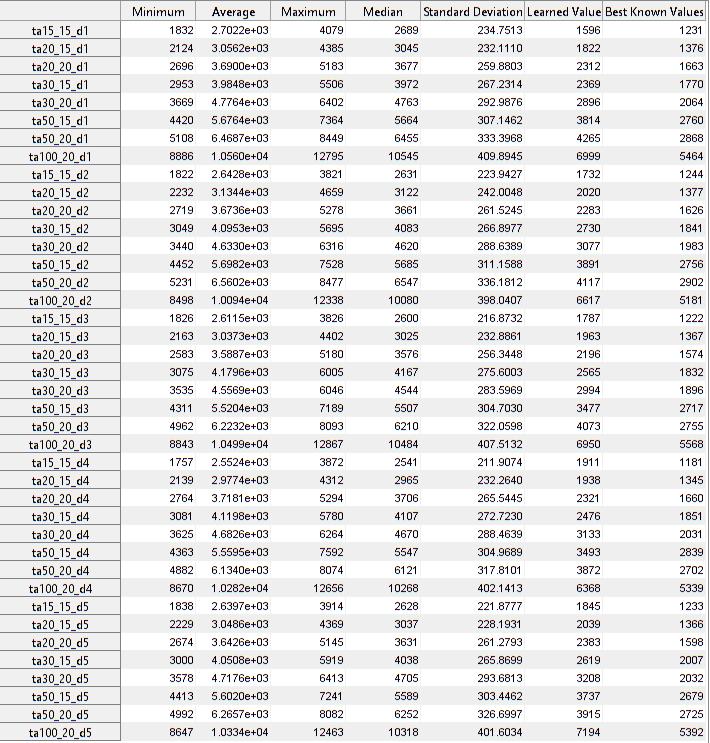 Minimum Average Maximum Median Standard Deviation Learned Value Best Known Values
ta15_15_d1 1832 2.7022e+03 4079 2689 234.7513 1596 1231
ta20_15_d1 2124 3.0562e+03 4385 3045 232.1110 1822 1376
ta20_20_d1 2696 3.6900e+03 5183 3677 259.8803 2312 1663
ta30_15_d1 2953 3.9848e+03 5506 3972 267.2314 2369 1770
ta30_20_d1 3669 4.7764e+03 6402 4763 292.9876 2896 2064
ta50_15_d1 4420 5.6764e+03 7364 5664 307.1462 3814 2760
ta50_20_d1 5108 6.4687e+03 8449 6455 333.3968 4265 2868
ta100_20_d1 8886 1.0560e+04 12795 10545 409.8945 6999 5464
ta15_15_d2 1822 2.6428e+03 3821 2631 223.9427 1732 1244
ta20_15_d2 2232 3.1344e+03 4659 3122 242.0048 2020 1377
ta20_20_d2 2719 3.6736e+03 5278 3661 261.5245 2283 1626
ta30_15_d2 3049 4.0953e+03 5695 4083 266.8977 2730 1841
ta30_20_d2 3440 4.6330e+03 6316 4620 288.6389 3077 1983
ta50_15_d2 4452 5.6982e+03 7528 5685 311.1588 3891 2756
ta50_20_d2 5231 6.5602e+03 8477 6547 336.1812 4117 2902
ta100_20_d2 8498 1.0094e+04 12338 10080 398.0407 6617 5181
ta15_15_d3 1826 2.6115e+03 3826 2600 216.8732 1787 1222
ta20_15_d3 2163 3.0373e+03 4402 3025 232.8861 1963 1367
ta20_20_d3 2583 3.5887e+03 5180 3576 256.3448 2196 1574
ta30_15_d3 3075 4.1796e+03 6005 4167 275.6003 2565 1832
ta30_20_d3 3535 4.5569e+03 6046 4544 283.5969 2994 1896
ta50_15_d3 4311 5.5204e+03 7189 5507 304.7030 3477 2717
ta50_20_d3 4962 6.2232e+03 8093 6210 322.0598 4073 2755
ta100_20_d3 8843 1.0499e+04 12867 10484 407.5132 6950 5568
ta15_15_d4 1757 2.5524e+03 3872 2541 211.9074 1911 1181
ta20_15_d4 2139 2.9774e+03 4312 2965 232.2640 1938 1345
ta20_20_d4 2764 3.7181e+03 5294 3706 265.5445 2321 1660
ta30_15_d4 3081 4.1198e+03 5780 4107 272.7230 2476 1851
ta30_20_d4 3625 4.6826e+03 6264 4670 288.4639 3133 2031
ta50_15_d4 4363 5.5595e+03 7592 5547 304.9689 3493 2839
ta50_20_d4 4882 6.1340e+03 8074 6121 317.8101 3872 2702
ta100_20_d4 8670 1.0282e+04 12656 10268 402.1413 6368 5339
ta15_15_d5 1838 2.6397e+03 3914 2628 221.8777 1845 1233
ta20_15_d5 2229 3.0486e+03 4369 3037 228.1931 2039 1366
ta20_20_d5 2674 3.6426e+03 5145 3631 261.2793 2383 1598
ta30_15_d5 3000 4.0508e+03 5919 4038 265.8699 2619 2007
ta30_20_d5 3578 4.7176e+03 6413 4705 293.6813 3208 2032
ta50_15_d5 4413 5.6020e+03 7241 5589 303.4462 3737 2679
ta50_20_d5 4992 6.2657e+03 8082 6252 326.6997 3915 2725
ta100_20_d5 8647 1.0334e+04 12463 10318 401.6034 7194 5392